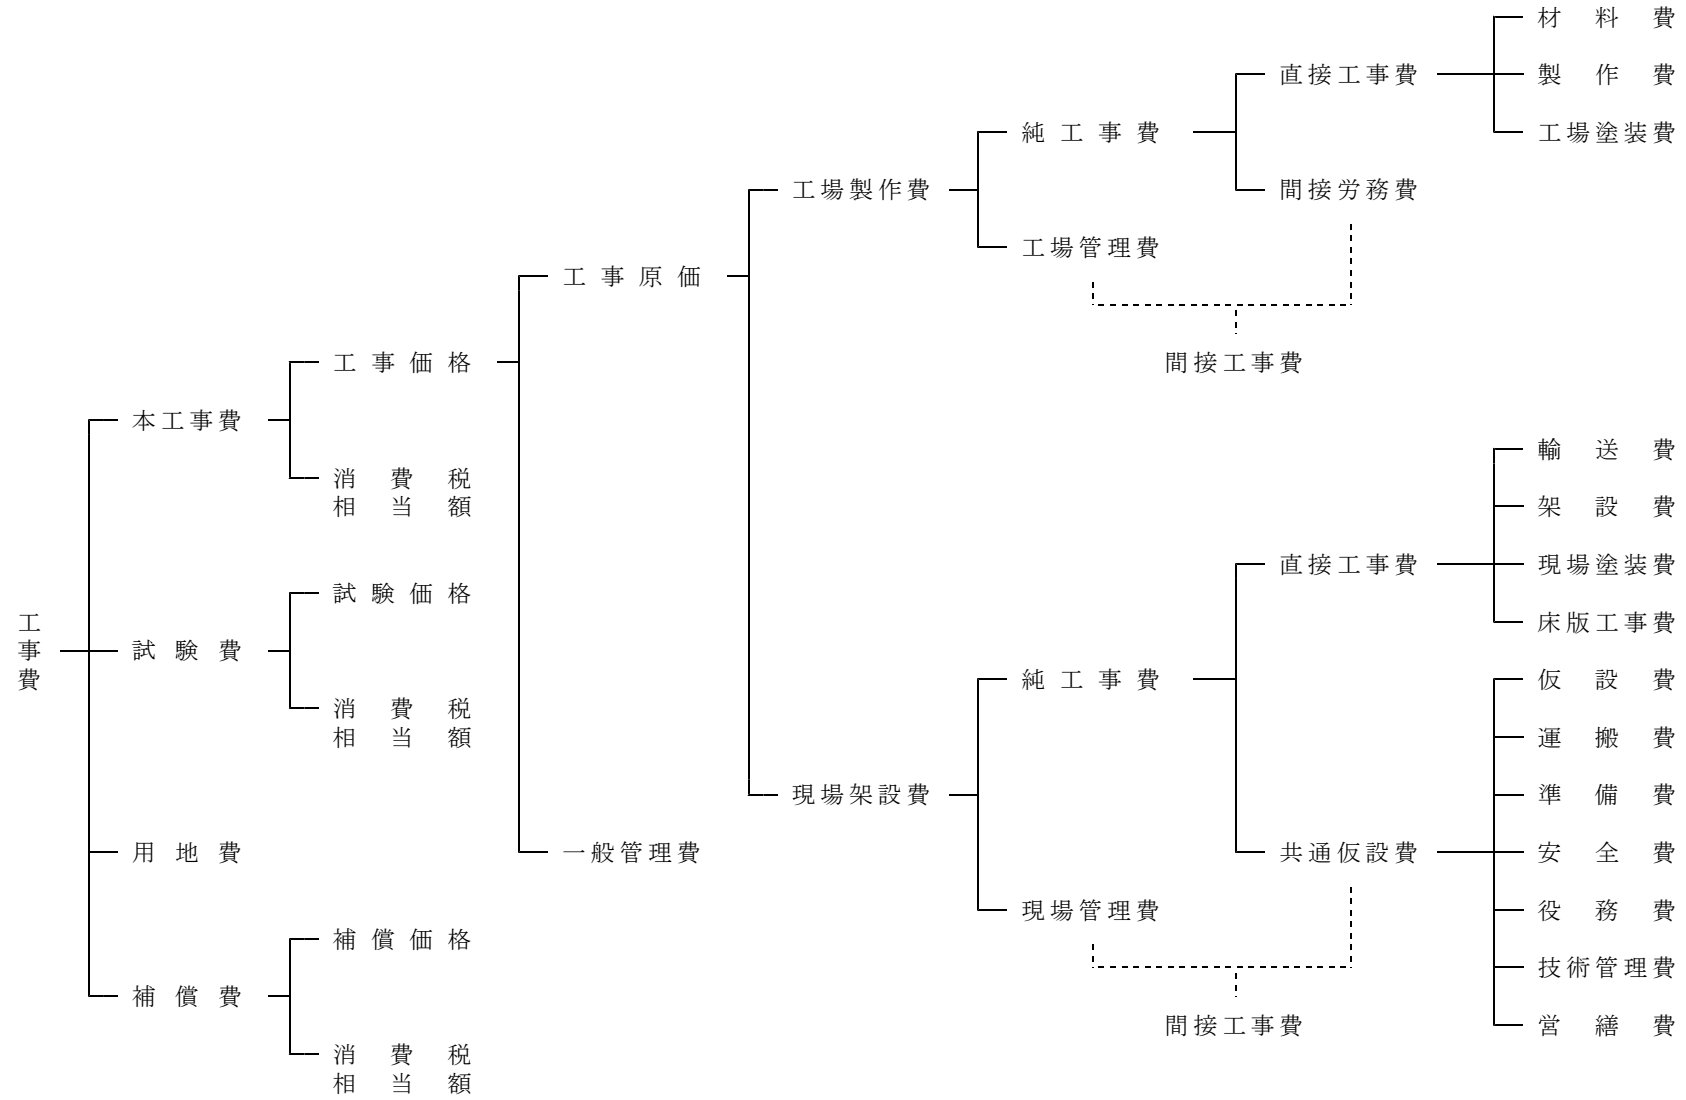 材料費
直接工事費
製作費
純工事費
工場塗装費
工場製作費
間接労務費
工場管理費
工事原価
工事価格
間接工事費
本工事費
輸送費
消費税
相当額
架設費
直接工事費
現場塗装費
試験価格
床版工事費
工事費
試験費
純工事費
仮設費
消費税
相当額
運搬費
現場架設費
準備費
用地費
一般管理費
共通仮設費
安全費
現場管理費
役務費
補償価格
技術管理費
補償費
間接工事費
営繕費
消費税
相当額